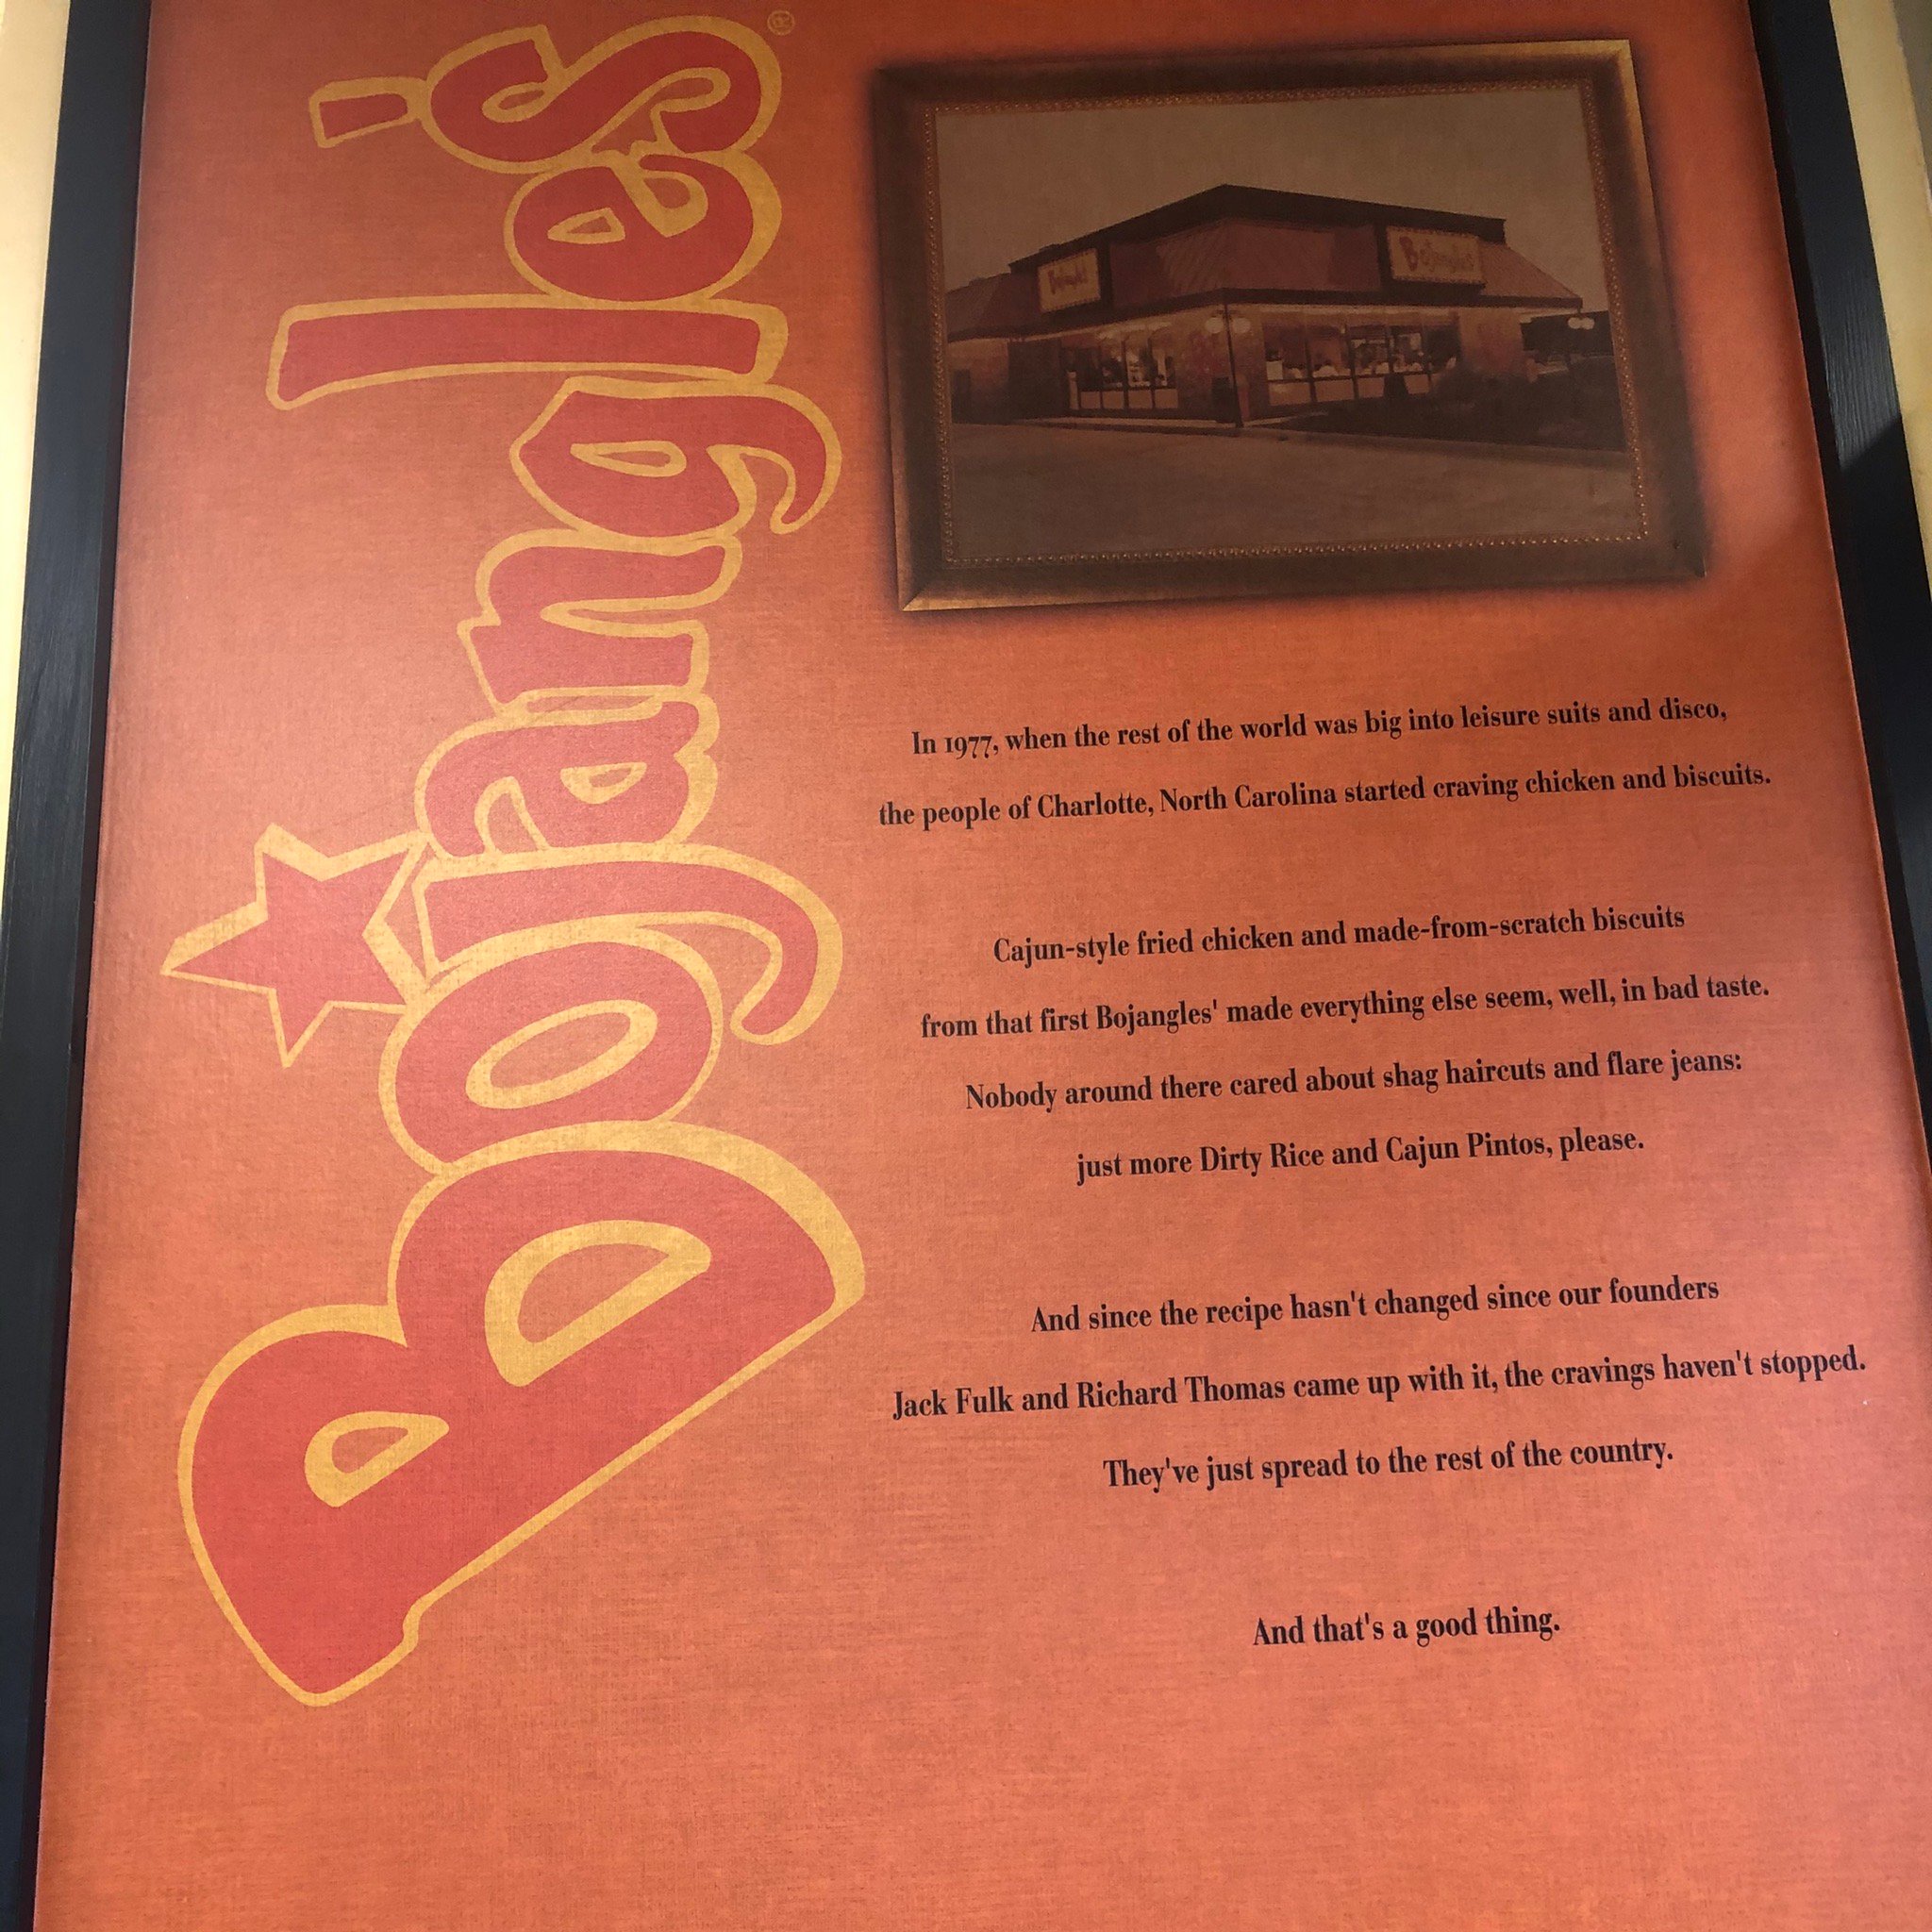 Bojangles'®
Bojangles
Bojangles
In 1977, when the rest of the world was big into leisure suits and disco,
the people of Charlotte, North Carolina started craving chicken and biscuits.
Cajun-style fried chicken and made-from-scratch biscuits
from that first Bojangles' made everything else seem, well, in bad taste.
Nobody around there cared about shag haircuts and flare jeans:
just more Dirty Rice and Cajun Pintos, please.
And since the recipe hasn't changed since our founders
Jack Fulk and Richard Thomas came up with it, the cravings haven't stopped.
They've just spread to the rest of the country.
And that's a good thing.